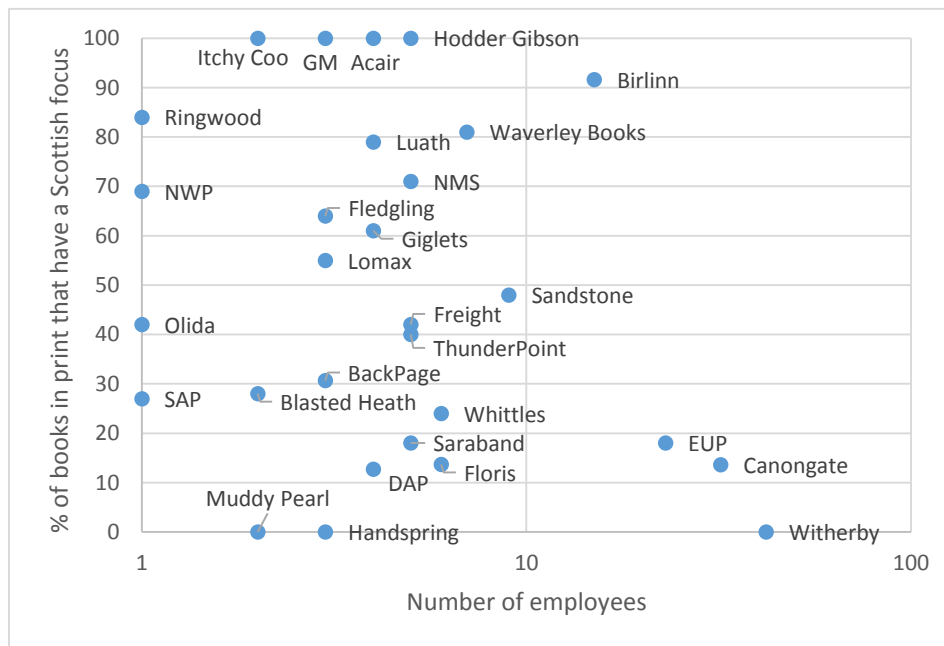 % of books in print that have a Scottish focus
100
90
80
70
60
50
40
30
20
10
0
Itchy Coo
GM
Acair
Hodder Gibson
Birlinn
Ringwood
Waverley Books
Luath
NMS
NWP
Fledgling
Giglets
Lomax
Sandstone
Freight
Olida
ThunderPoint
BackPage
SAP
Blasted Heath
Whittles
Saraband
EUP
Floris
Canongate
DAP
Muddy Pearl
Handspring
Witherby
1
10
100
Number of employees